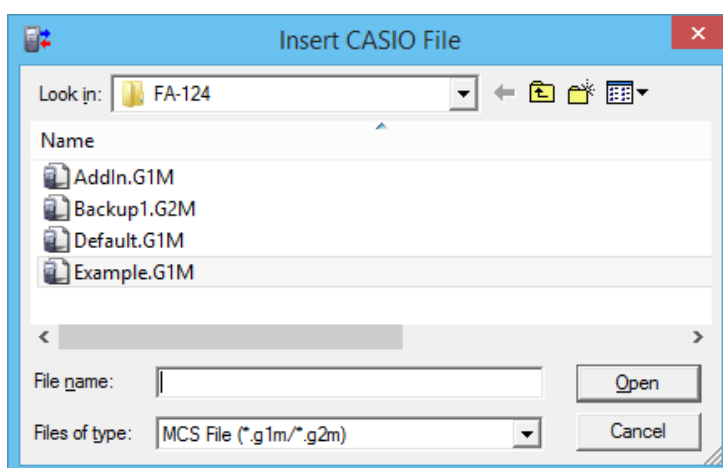 Insert CASIO File
Look in: FA-124
Name
AddIn.G1M
Backup1.G2M
Default.G1M
Example.G1M
File name: Open
Files of type: MCS File (*.g1m/*.g2m) Cancel